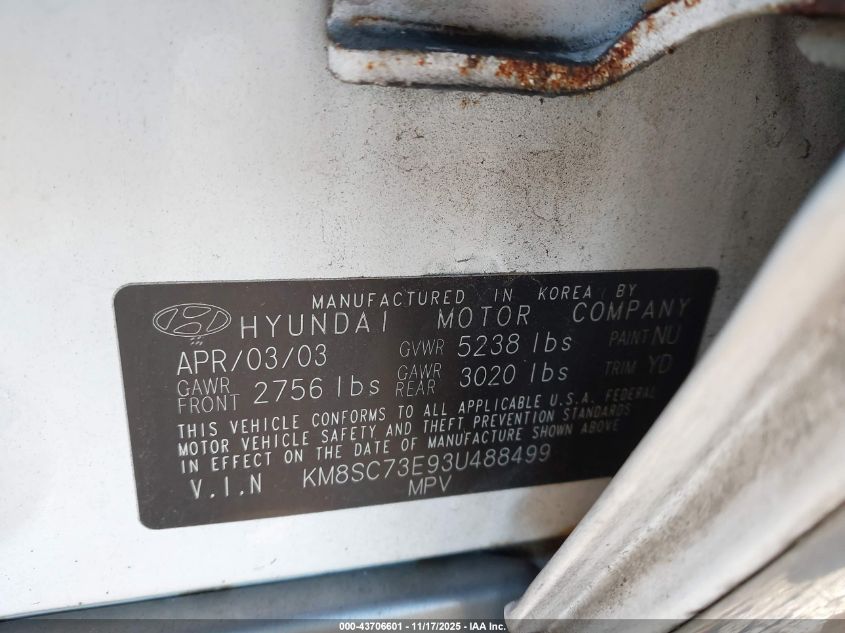 MANUFACTURED IN KOREA BY
HYUNDAI MOTOR COMPANY
APR/03/03 GVWR 5238 lbs PAINT NU
GAWR FRONT 2756 lbs GAWR REAR 3020 lbs TRIM YD
THIS VEHICLE CONFORMS TO ALL APPLICABLE U.S.A. FEDERAL
MOTOR VEHICLE SAFETY AND THEFT PREVENTION STANDARDS
IN EFFECT ON THE DATE OF MANUFACTURE SHOWN ABOVE
V.I.N KM8SC73E93U488499
MPV
000-43706601 - 11/17/2025 - IAA Inc.